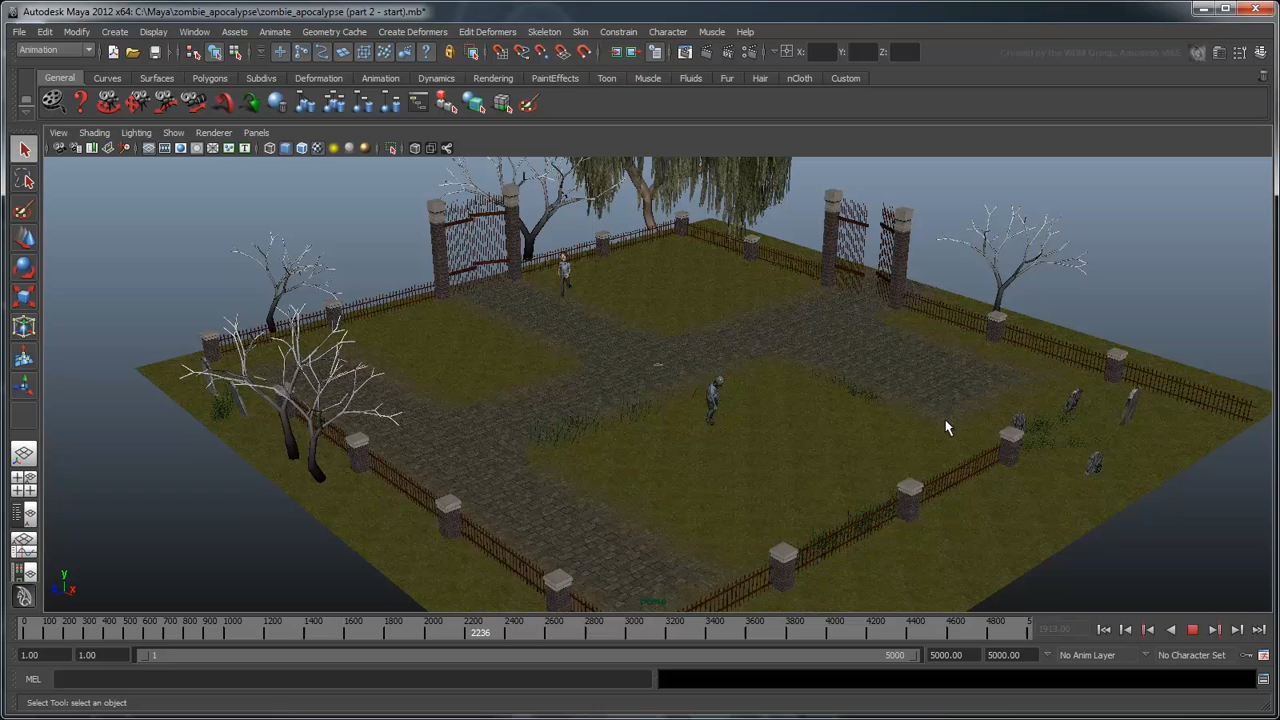 Autodesk Maya 2012 x64: C:\Maya\zombie_apocalypse\zombie_apocalypse (part 2 - start).mb*
File Edit Modify Create Display Window Assets Animate Geometry Cache Create Deformers Edit Deformers Skeleton Skin Constrain Character Muscle Help
Animation X: Y: Z:
General Curves Surfaces Polygons Subdivs Deformation Animation Dynamics Rendering PaintEffects Toon Muscle Fluids Fur Hair nCloth Custom
View Shading Lighting Show Renderer Panels
persp
0 100 200 300 400 500 600 700 800 900 1000 1200 1400 1600 1800 2000 2200 2400 2600 2800 3000 3200 3400 3600 3800 4000 4200 4400 4600 4800 5
2236
1913.00
1.00 1.00 1 5000 5000.00 5000.00 No Anim Layer No Character Set
MEL
Select Tool: select an object